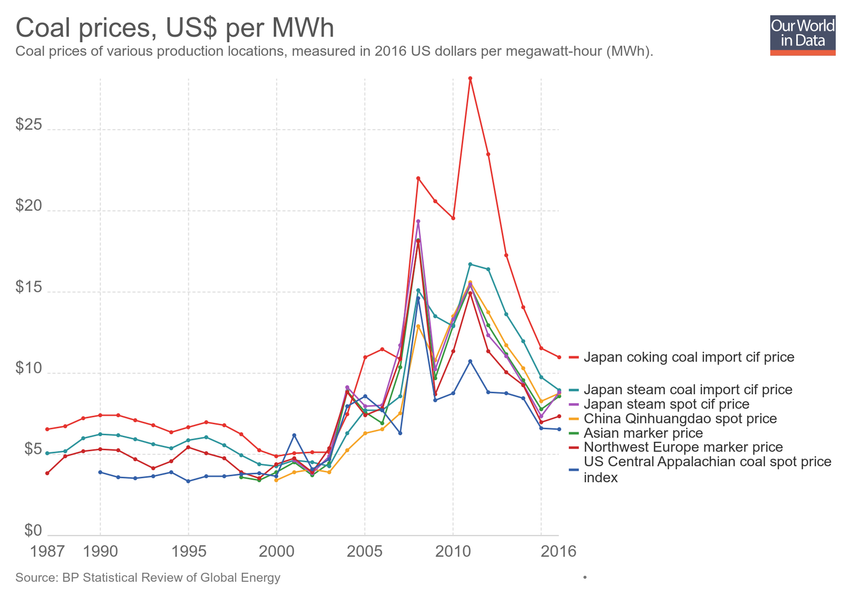 Coal prices, US$ per MWh
Coal prices of various production locations, measured in 2016 US dollars per megawatt-hour (MWh).
Our World
in Data
$25
$20
$15
$10
$5
$0
1987 1990 1995 2000 2005 2010 2016
Japan coking coal import cif price
Japan steam coal import cif price
Japan steam spot cif price
China Qinhuangdao spot price
Asian marker price
Northwest Europe marker price
US Central Appalachian coal spot price
index
Source: BP Statistical Review of Global Energy